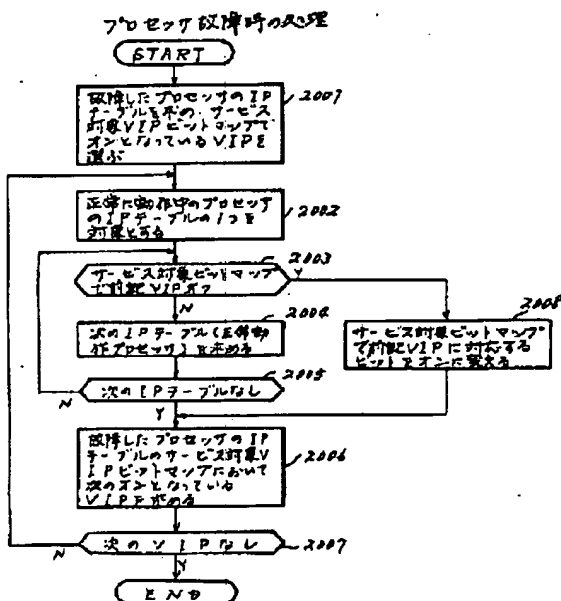 プロセッサ故障時の処理
START
故障したプロセッサのIP
テーブルを求め、サービス
対象VIPビットマップで
オンとなっているVIPを
選ぶ
2001
正常に動作中のプロセッサ
のIPテーブルの1つを
対象とする
2002
サービス対象ビットマップ
で前記VIPオフ
2003
Y
N
次のIPテーブル(正常動
作プロセッサ)を求める
2004
サービス対象ビットマップ
で前記VIPに対応する
ビットをオンに変える
2008
次のIPテーブルなし
2005
N
Y
故障したプロセッサのIP
テーブルのサービス対象V
IPビットマップにおいて
次のオンとなっている
VIPを求める
2006
次のVIPなし
2007
N
Y
END